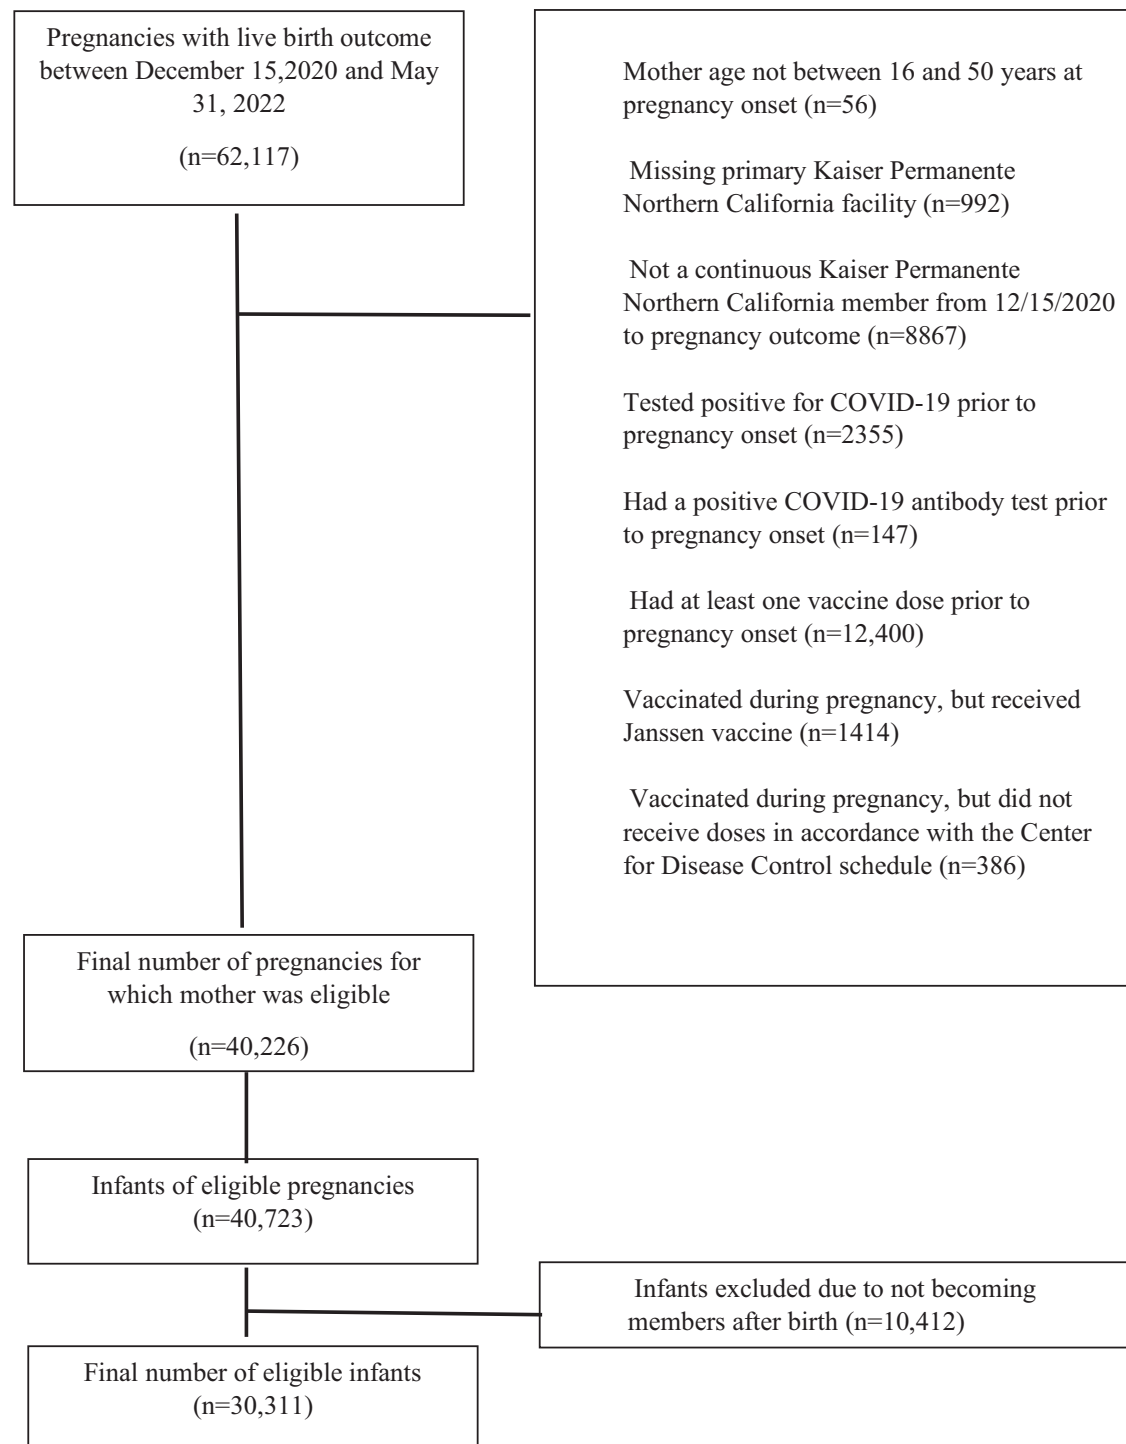 Pregnancies with live birth outcome
between December 15,2020 and May
31, 2022
(n=62,117)
Mother age not between 16 and 50 years at
pregnancy onset (n=56)
Missing primary Kaiser Permanente
Northern California facility (n=992)
Not a continuous Kaiser Permanente
Northern California member from 12/15/2020
to pregnancy outcome (n=8867)
Tested positive for COVID-19 prior to
pregnancy onset (n=2355)
Had a positive COVID-19 antibody test prior
to pregnancy onset (n=147)
Had at least one vaccine dose prior to
pregnancy onset (n=12,400)
Vaccinated during pregnancy, but received
Janssen vaccine (n=1414)
Vaccinated during pregnancy, but did not
receive doses in accordance with the Center
for Disease Control schedule (n=386)
Final number of pregnancies for
which mother was eligible
(n=40,226)
Infants of eligible pregnancies
(n=40,723)
Infants excluded due to not becoming
members after birth (n=10,412)
Final number of eligible infants
(n=30,311)